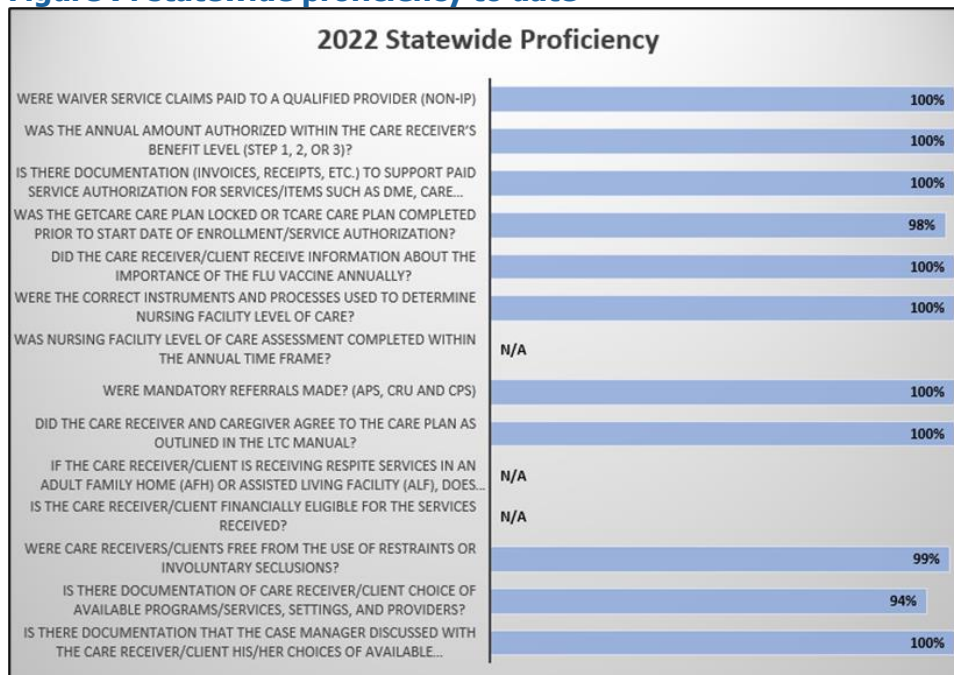 2022 Statewide Proficiency
WERE WAIVER SERVICE CLAIMS PAID TO A QUALIFIED PROVIDER (NON-IP)
100%
WAS THE ANNUAL AMOUNT AUTHORIZED WITHIN THE CARE RECEIVER'S
BENEFIT LEVEL (STEP 1, 2, OR 3)?
100%
IS THERE DOCUMENTATION (INVOICES, RECEIPTS, ETC.) TO SUPPORT PAID
SERVICE AUTHORIZATION FOR SERVICES/ITEMS SUCH AS DME, CARE...
100%
WAS THE GETCARE CARE PLAN LOCKED OR TCARE CARE PLAN COMPLETED
PRIOR TO START DATE OF ENROLLMENT/SERVICE AUTHORIZATION?
98%
DID THE CARE RECEIVER/CLIENT RECEIVE INFORMATION ABOUT THE
IMPORTANCE OF THE FLU VACCINE ANNUALLY?
100%
WERE THE CORRECT INSTRUMENTS AND PROCESSES USED TO DETERMINE
NURSING FACILITY LEVEL OF CARE?
100%
WAS NURSING FACILITY LEVEL OF CARE ASSESSMENT COMPLETED WITHIN
THE ANNUAL TIME FRAME?
N/A
WERE MANDATORY REFERRALS MADE? (APS, CRU AND CPS)
100%
DID THE CARE RECEIVER AND CAREGIVER AGREE TO THE CARE PLAN AS
OUTLINED IN THE LTC MANUAL?
100%
IF THE CARE RECEIVER/CLIENT IS RECEIVING RESPITE SERVICES IN AN
ADULT FAMILY HOME (AFH) OR ASSISTED LIVING FACILITY (ALF), DOES...
N/A
IS THE CARE RECEIVER/CLIENT FINANCIALLY ELIGIBLE FOR THE SERVICES
RECEIVED?
N/A
WERE CARE RECEIVERS/CLIENTS FREE FROM THE USE OF RESTRAINTS OR
INVOLUNTARY SECLUSIONS?
99%
IS THERE DOCUMENTATION OF CARE RECEIVER/CLIENT CHOICE OF
AVAILABLE PROGRAMS/SERVICES, SETTINGS, AND PROVIDERS?
94%
IS THERE DOCUMENTATION THAT THE CASE MANAGER DISCUSSED WITH
THE CARE RECEIVER/CLIENT HIS/HER CHOICES OF AVAILABLE...
100%